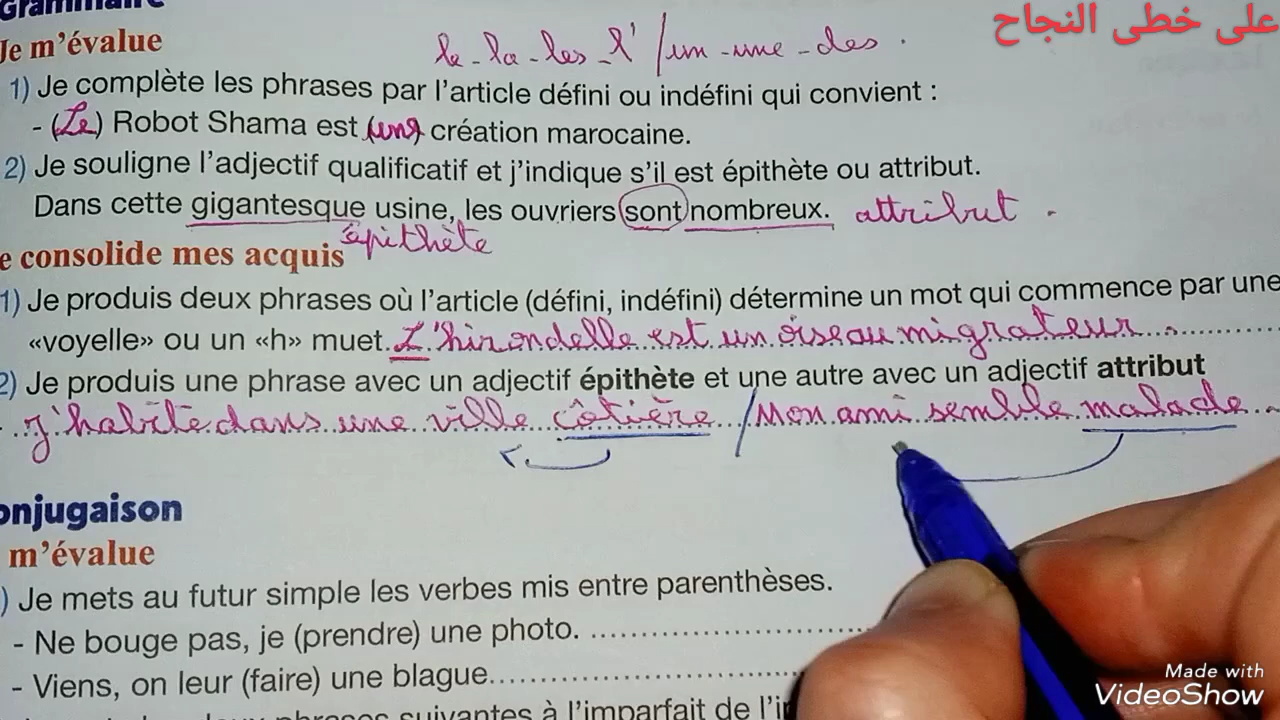 Grammaire
على خطى النجاح
Je m'évalue
le - la - les - l' / un - une - des .
1) Je complète les phrases par l'article défini ou indéfini qui convient :
- (Le) Robot Shama est (une) création marocaine.
2) Je souligne l'adjectif qualificatif et j'indique s'il est épithète ou attribut.
Dans cette gigantesque usine, les ouvriers sont nombreux. attribut .
épithète
e consolide mes acquis
1) Je produis deux phrases où l'article (défini, indéfini) détermine un mot qui commence par une
«voyelle» ou un «h» muet. L'hirondelle est un oiseau migrateur
2) Je produis une phrase avec un adjectif épithète et une autre avec un adjectif attribut
j'habite dans une ville côtière / Mon ami semble malade
onjugaison
m'évalue
) Je mets au futur simple les verbes mis entre parenthèses.
- Ne bouge pas, je (prendre) une photo. ..............................
- Viens, on leur (faire) une blague..............................
phrases suivantes à l'imparfait de l'i
Made with
VideoShow